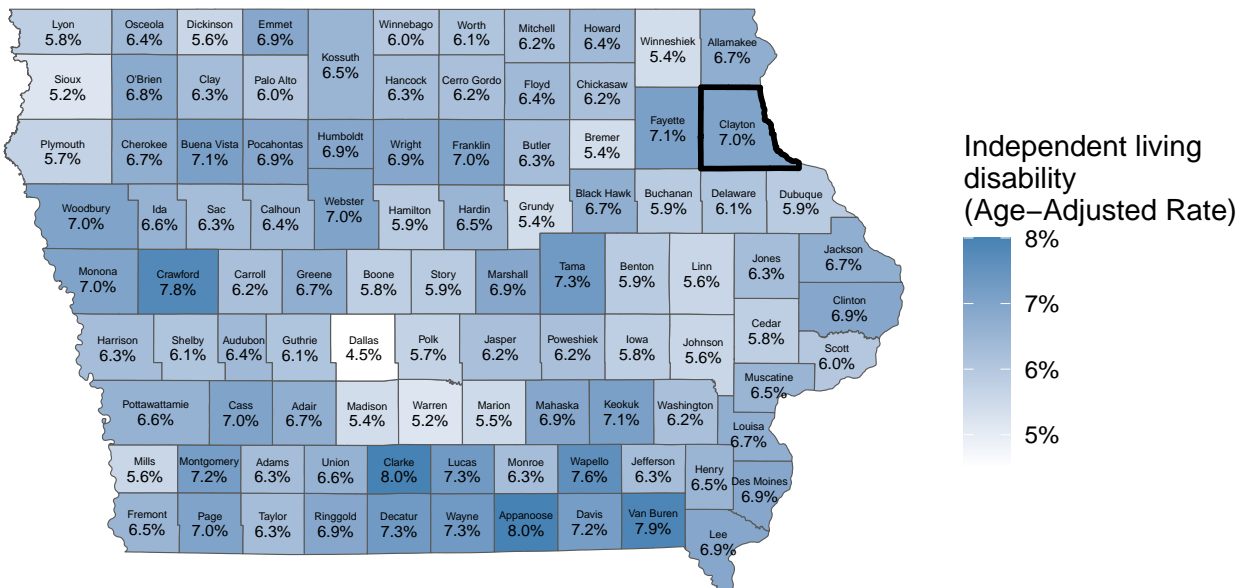 Lyon
5.8%
Osceola
6.4%
Dickinson
5.6%
Emmet
6.9%
Kossuth
6.5%
Winnebago
6.0%
Worth
6.1%
Mitchell
6.2%
Howard
6.4%
Winneshiek
5.4%
Allamakee
6.7%
Sioux
5.2%
O'Brien
6.8%
Clay
6.3%
Palo Alto
6.0%
Hancock
6.3%
Cerro Gordo
6.2%
Floyd
6.4%
Chickasaw
6.2%
Fayette
7.1%
Clayton
7.0%
Plymouth
5.7%
Cherokee
6.7%
Buena Vista
7.1%
Pocahontas
6.9%
Humboldt
6.9%
Wright
6.9%
Franklin
7.0%
Butler
6.3%
Bremer
5.4%
Woodbury
7.0%
Ida
6.6%
Sac
6.3%
Calhoun
6.4%
Webster
7.0%
Hamilton
5.9%
Hardin
6.5%
Grundy
5.4%
Black Hawk
6.7%
Buchanan
5.9%
Delaware
6.1%
Dubuque
5.9%
Monona
7.0%
Crawford
7.8%
Carroll
6.2%
Greene
6.7%
Boone
5.8%
Story
5.9%
Marshall
6.9%
Tama
7.3%
Benton
5.9%
Linn
5.6%
Jones
6.3%
Jackson
6.7%
Clinton
6.9%
Harrison
6.3%
Shelby
6.1%
Audubon
6.4%
Guthrie
6.1%
Dallas
4.5%
Polk
5.7%
Jasper
6.2%
Poweshiek
6.2%
Iowa
5.8%
Johnson
5.6%
Cedar
5.8%
Scott
6.0%
Muscatine
6.5%
Pottawattamie
6.6%
Cass
7.0%
Adair
6.7%
Madison
5.4%
Warren
5.2%
Marion
5.5%
Mahaska
6.9%
Keokuk
7.1%
Washington
6.2%
Louisa
6.7%
Mills
5.6%
Montgomery
7.2%
Adams
6.3%
Union
6.6%
Clarke
8.0%
Lucas
7.3%
Monroe
6.3%
Wapello
7.6%
Jefferson
6.3%
Henry
6.5%
Des Moines
6.9%
Fremont
6.5%
Page
7.0%
Taylor
6.3%
Ringgold
6.9%
Decatur
7.3%
Wayne
7.3%
Appanoose
8.0%
Davis
7.2%
Van Buren
7.9%
Lee
6.9%
Independent living
disability
(Age−Adjusted Rate)
8%
7%
6%
5%